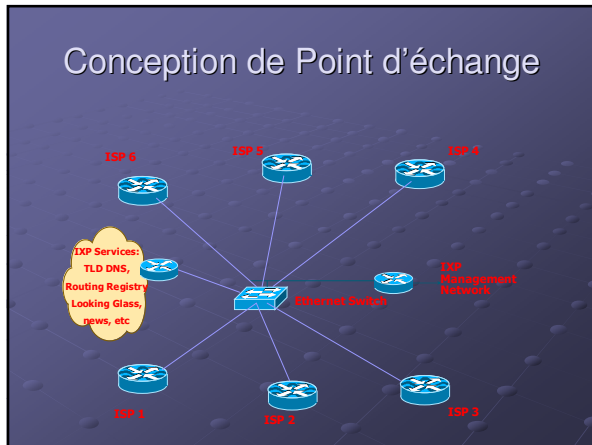 Conception de Point d'échange
ISP 6
ISP 5
ISP 4
IXP Services:
TLD DNS,
Routing Registry
Looking Glass,
news, etc
IXP
Management
Network
Ethernet Switch
ISP 1
ISP 2
ISP 3